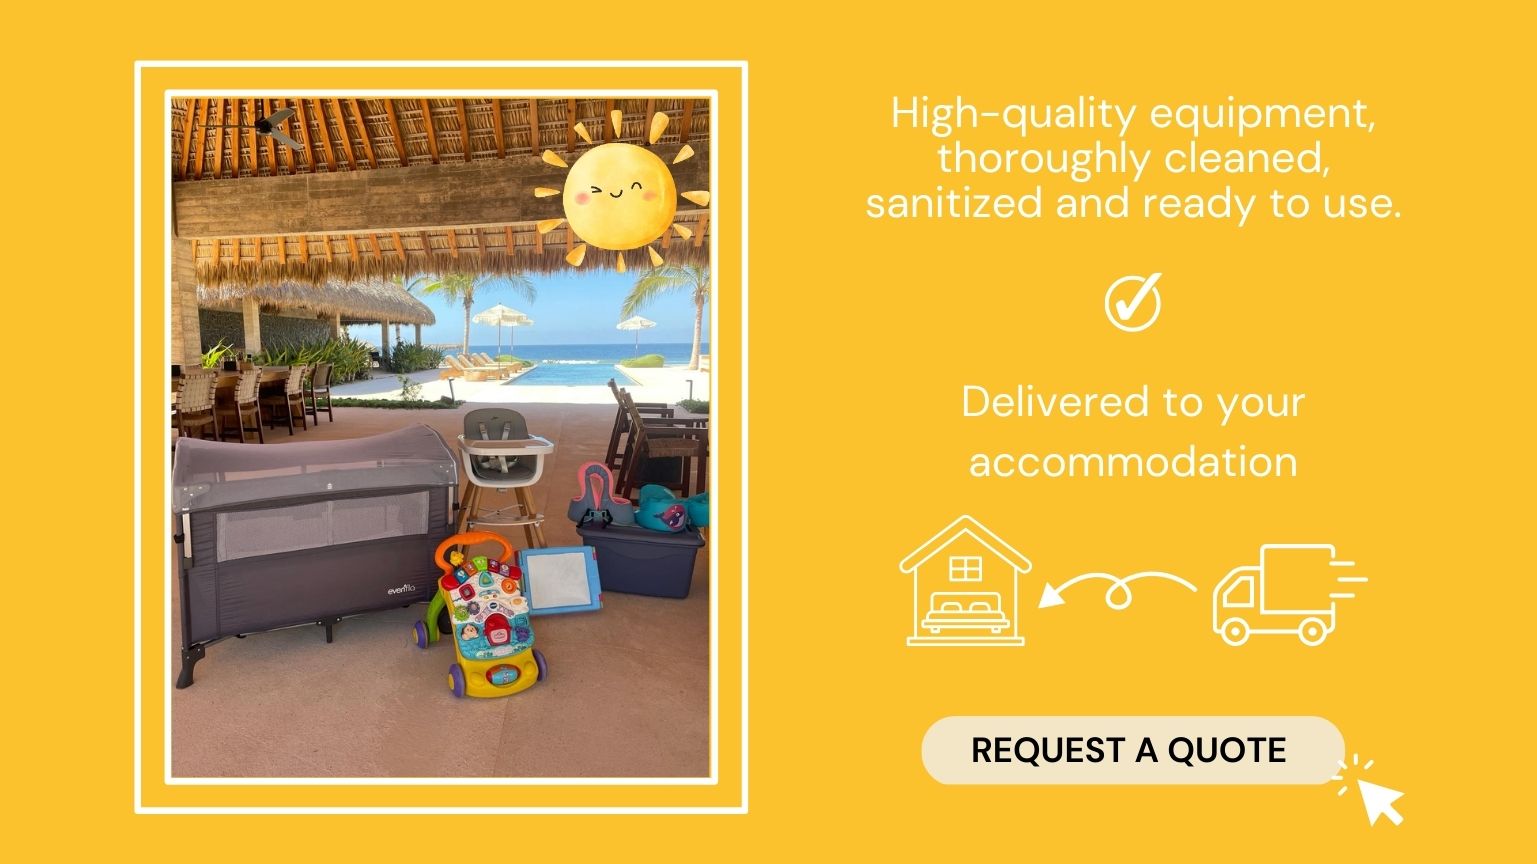 High-quality equipment,
thoroughly cleaned,
sanitized and ready to use.
Delivered to your
accommodation
REQUEST A QUOTE
evenflo